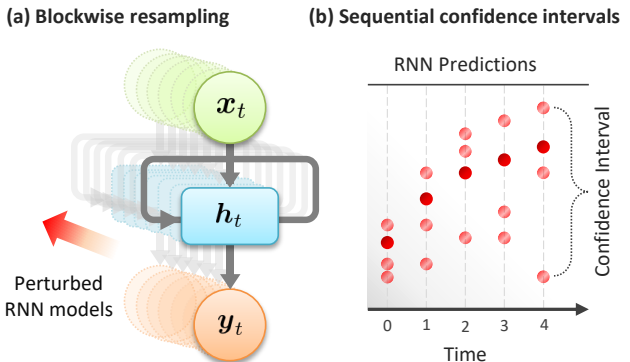 (a) Blockwise resampling
x_t
h_t
y_t
Perturbed
RNN models
(b) Sequential confidence intervals
RNN Predictions
Confidence Interval
0 1 2 3 4
Time